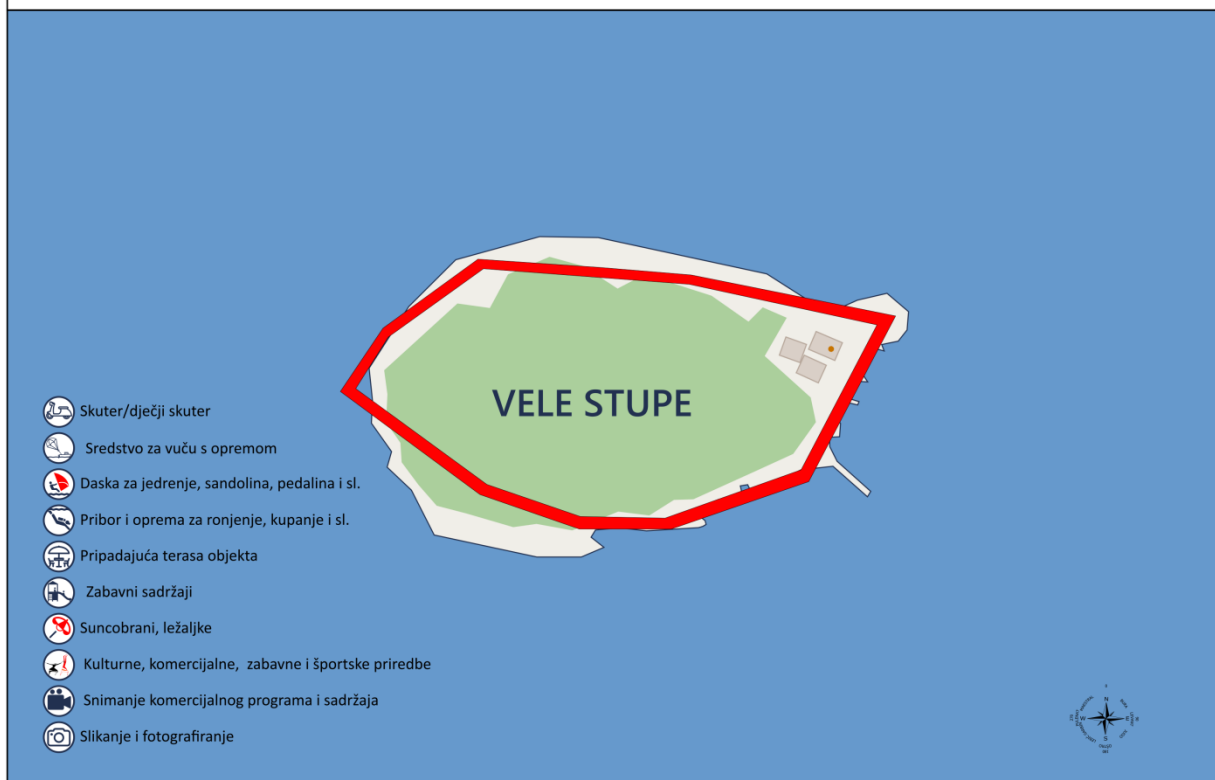 VELE STUPE
Skuter/dječji skuter
Sredstvo za vuču s opremom
Daska za jedrenje, sandolina, pedalina i sl.
Pribor i oprema za ronjenje, kupanje i sl.
Pripadajuća terasa objekta
Zabavni sadržaji
Suncobrani, ležaljke
Kulturne, komercijalne, zabavne i športske priredbe
Snimanje komercijalnog programa i sadržaja
Slikanje i fotografiranje
N
W E
S